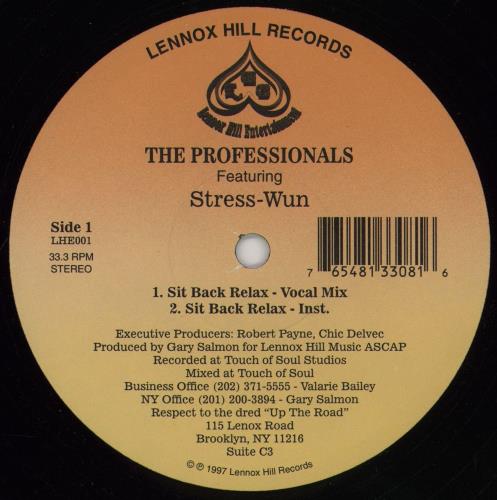 LENNOX HILL RECORDS
Lennox Hill Entertainment
THE PROFESSIONALS
Featuring
Stress-Wun
Side 1
LHE001
33.3 RPM
STEREO
7 65481 33081 6
1. Sit Back Relax - Vocal Mix
2. Sit Back Relax - Inst.
Executive Producers: Robert Payne, Chic Delvec
Produced by Gary Salmon for Lennox Hill Music ASCAP
Recorded at Touch of Soul Studios
Mixed at Touch of Soul
Business Office (202) 371-5555 - Valarie Bailey
NY Office (201) 200-3894 - Gary Salmon
Respect to the dred “Up The Road”
115 Lenox Road
Brooklyn, NY 11216
Suite C3
© ℗ 1997 Lennox Hill Records